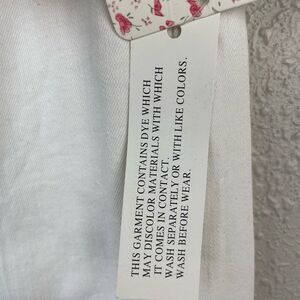 THIS GARMENT CONTAINS DYE WHICH
MAY DISCOLOR MATERIALS WITH WHICH
IT COMES IN CONTACT.
WASH SEPARATELY OR WITH LIKE COLORS.
WASH BEFORE WEAR.